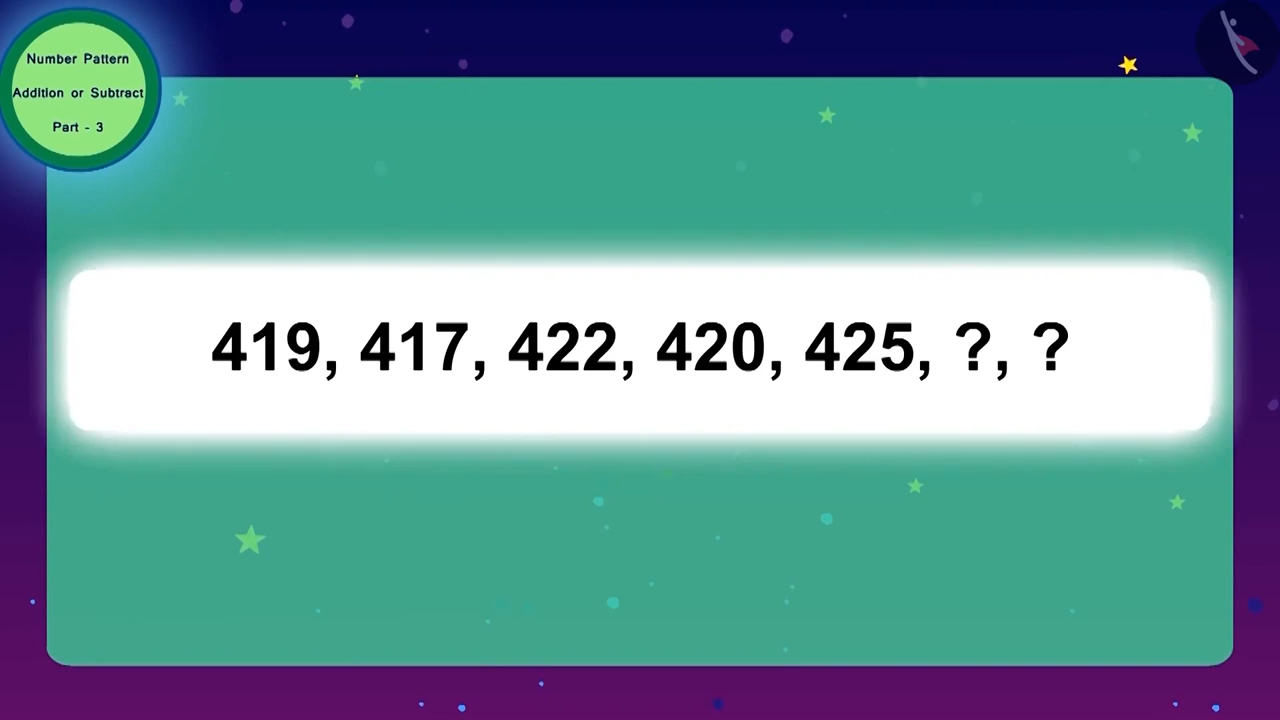 Number Pattern
Addition or Subtract
Part - 3
419, 417, 422, 420, 425, ?, ?